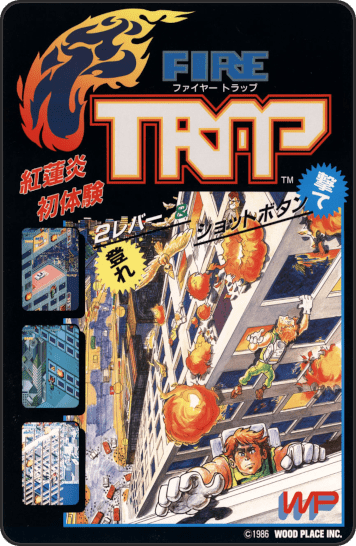 FIRE
ファイヤー トラップ
TRAP
TM
紅蓮炎
初体験
2レバー &
ショットボタン
撃て
登れ
WP
©1986 WOOD PLACE INC.